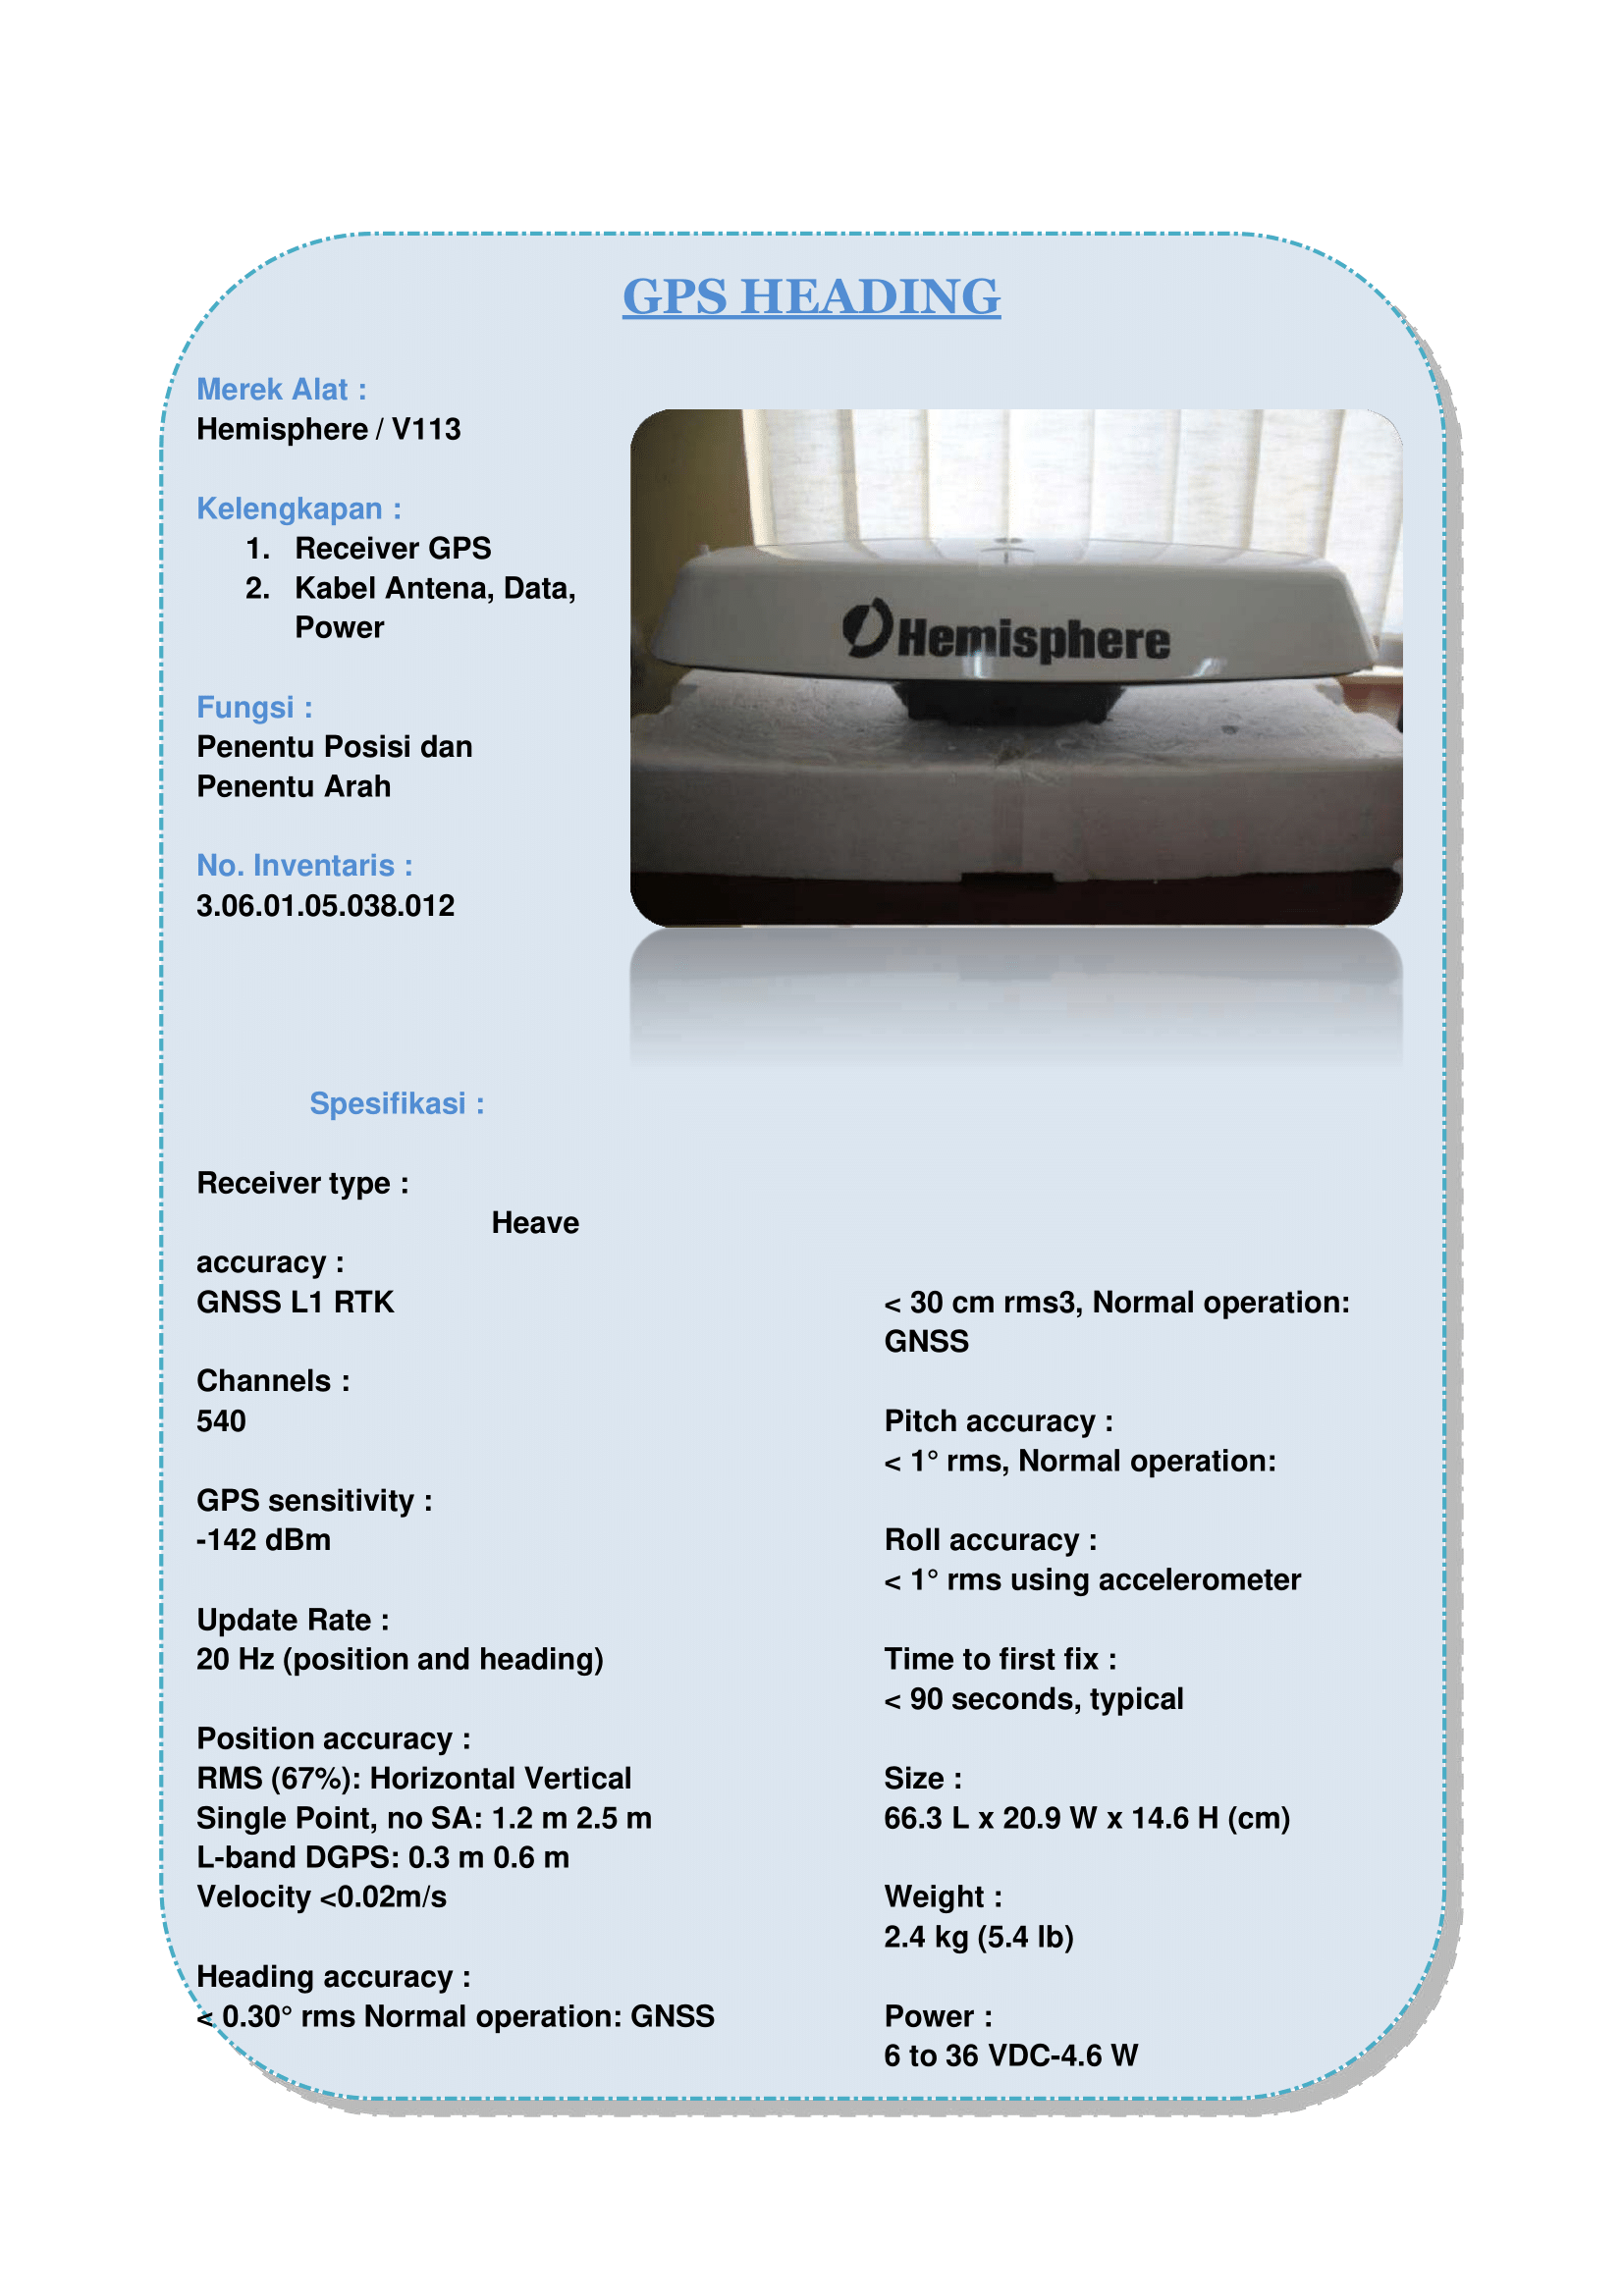 GPS HEADING
Merek Alat :
Hemisphere / V113
Kelengkapan :
1. Receiver GPS
2. Kabel Antena, Data,
Power
Fungsi :
Penentu Posisi dan
Penentu Arah
No. Inventaris :
3.06.01.05.038.012
Hemisphere
Spesifikasi :
Receiver type :
Heave
accuracy :
GNSS L1 RTK
Channels :
540
GPS sensitivity :
-142 dBm
Update Rate :
20 Hz (position and heading)
Position accuracy :
RMS (67%): Horizontal Vertical
Single Point, no SA: 1.2 m 2.5 m
L-band DGPS: 0.3 m 0.6 m
Velocity <0.02m/s
Heading accuracy :
< 0.30° rms Normal operation: GNSS
< 30 cm rms3, Normal operation:
GNSS
Pitch accuracy :
< 1° rms, Normal operation:
Roll accuracy :
< 1° rms using accelerometer
Time to first fix :
< 90 seconds, typical
Size :
66.3 L x 20.9 W x 14.6 H (cm)
Weight :
2.4 kg (5.4 lb)
Power :
6 to 36 VDC-4.6 W